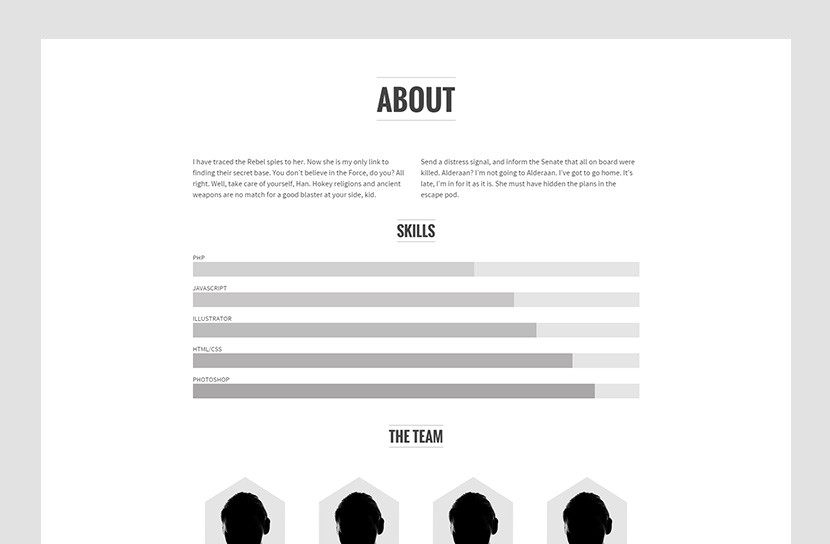 ABOUT
I have traced the Rebel spies to her. Now she is my only link to
finding their secret base. You don't believe in the Force, do you? All
right. Well, take care of yourself, Han. Hokey religions and ancient
weapons are no match for a good blaster at your side, kid.
Send a distress signal, and inform the Senate that all on board were
killed. Alderaan? I'm not going to Alderaan. I've got to go home. It's
late, I'm in for it as it is. She must have hidden the plans in the
escape pod.
SKILLS
PHP
JAVASCRIPT
ILLUSTRATOR
HTML/CSS
PHOTOSHOP
THE TEAM